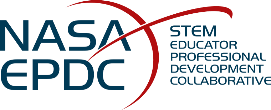 NASA
EPDC
STEM
EDUCATOR
PROFESSIONAL
DEVELOPMENT
COLLABORATIVE